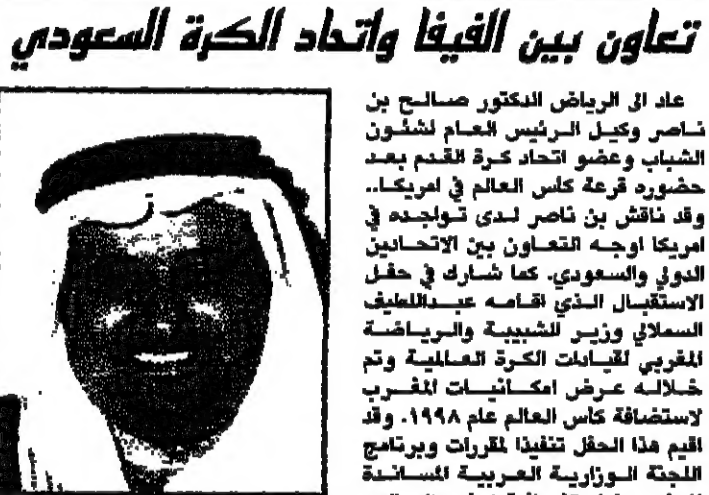 تعاون بين الفيفا واتحاد الكرة السعودي
عاد الى الرياض الدكتور صالح بن
ناصر وكيل الرئيس العام لشئون
الشباب وعضو اتحاد كرة القدم بعد
حضوره قرعة كأس العالم في امريكا..
وقد ناقش بن ناصر لدى تواجده في
امريكا اوجه التعاون بين الاتحادين
الدولي والسعودي. كما شارك في حفل
الاستقبال الذي اقامه عبداللطيف
السملالي وزير الشبيبة والرياضة
المغربي لقيادات الكرة العالمية وتم
خلاله عرض امكانيات المغرب
لاستضافة كأس العالم عام ١٩٩٨. وقد
اقيم هذا الحفل تنفيذا لمقررات وبرنامج
اللجنة الوزارية العربية المساندة